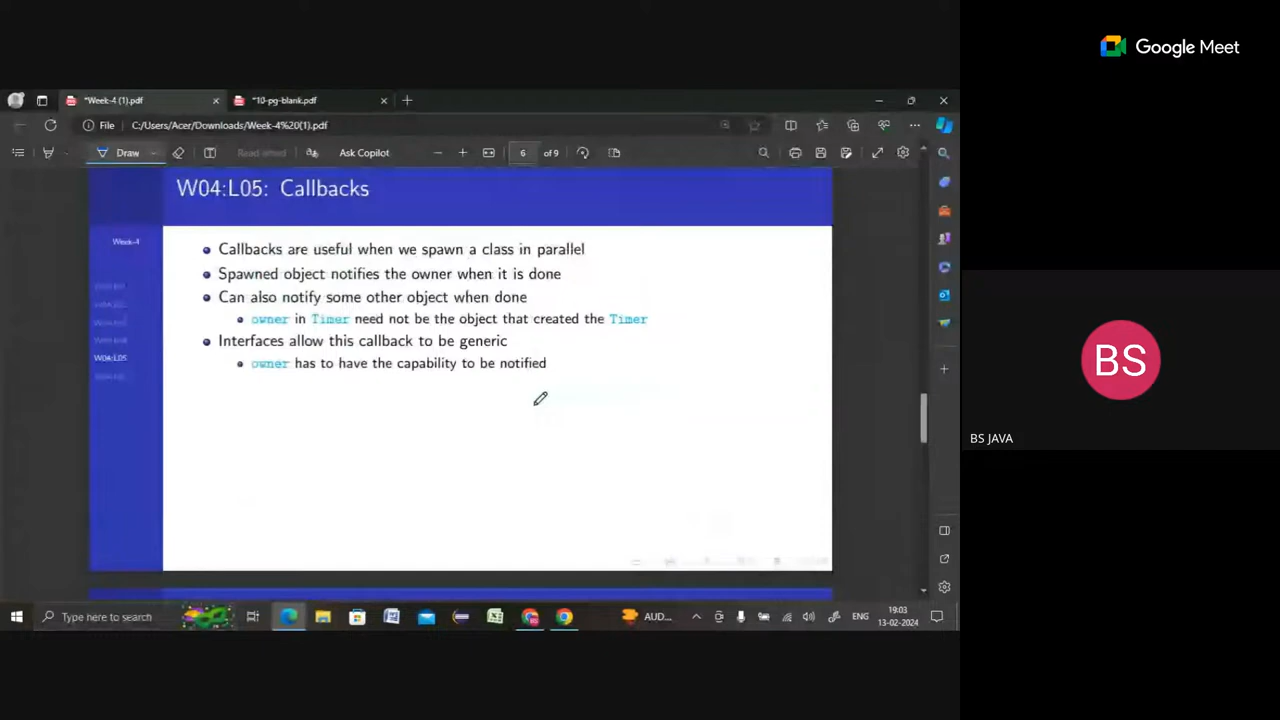 Google Meet
*Week-4 (1).pdf
*10-pg-blank.pdf
File
C:/Users/Acer/Downloads/Week-4%20(1).pdf
Draw
Read aloud
Ask Copilot
6
of 9
W04:L05: Callbacks
Week-4
Callbacks are useful when we spawn a class in parallel
Spawned object notifies the owner when it is done
Can also notify some other object when done
owner in Timer need not be the object that created the Timer
Interfaces allow this callback to be generic
owner has to have the capability to be notified
W04:L05
BS
BS JAVA
Type here to search
AUD...
ENG
19:03
13-02-2024